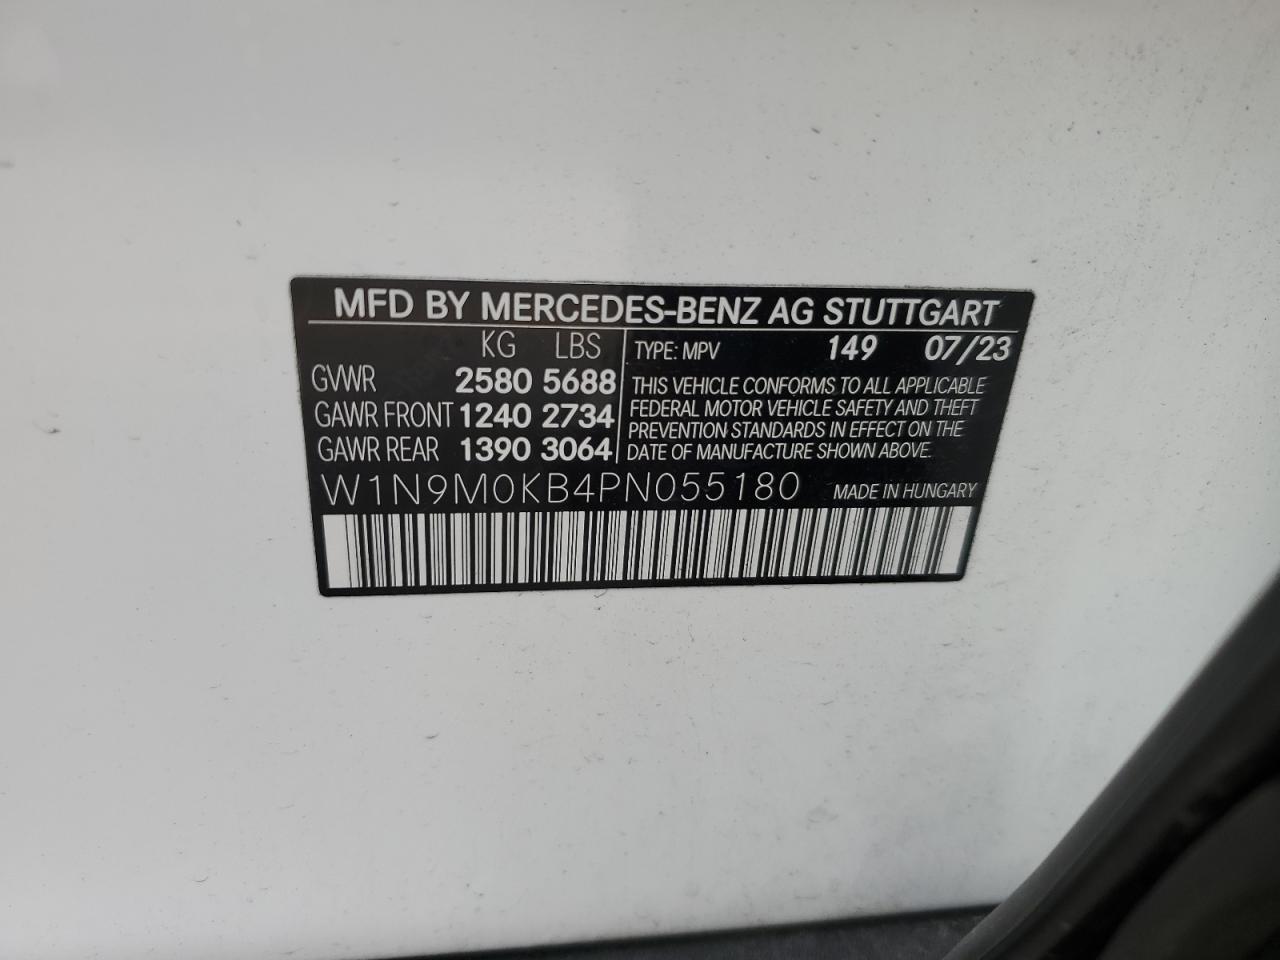 MFD BY MERCEDES-BENZ AG STUTTGART
KG LBS
GVWR 2580 5688
GAWR FRONT 1240 2734
GAWR REAR 1390 3064
TYPE: MPV 149 07/23
THIS VEHICLE CONFORMS TO ALL APPLICABLE
FEDERAL MOTOR VEHICLE SAFETY AND THEFT
PREVENTION STANDARDS IN EFFECT ON THE
DATE OF MANUFACTURE SHOWN ABOVE.
W1N9M0KB4PN055180 MADE IN HUNGARY